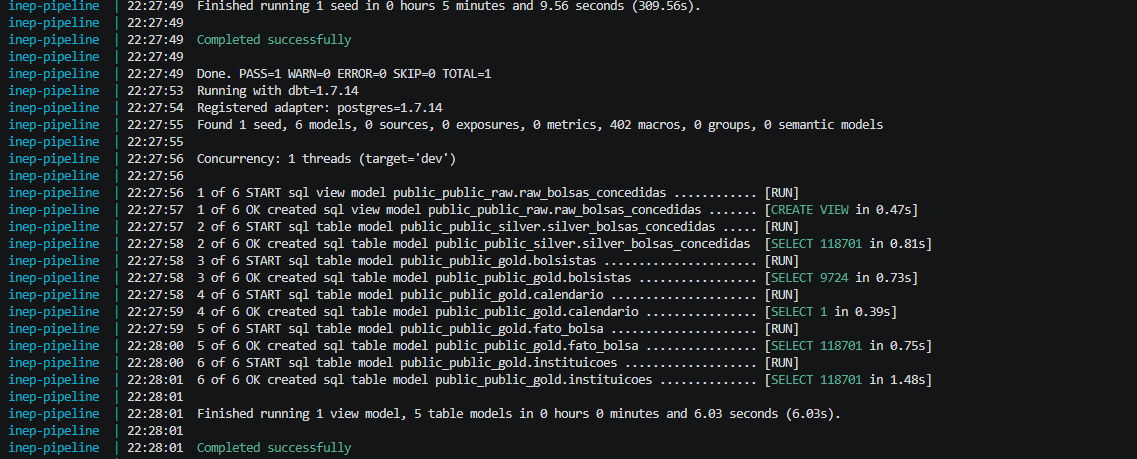 inep-pipeline | 22:27:49 Finished running 1 seed in 0 hours 5 minutes and 9.56 seconds (309.56s).
inep-pipeline | 22:27:49
inep-pipeline | 22:27:49 Completed successfully
inep-pipeline | 22:27:49
inep-pipeline | 22:27:49 Done. PASS=1 WARN=0 ERROR=0 SKIP=0 TOTAL=1
inep-pipeline | 22:27:53 Running with dbt=1.7.14
inep-pipeline | 22:27:54 Registered adapter: postgres=1.7.14
inep-pipeline | 22:27:55 Found 1 seed, 6 models, 0 sources, 0 exposures, 0 metrics, 402 macros, 0 groups, 0 semantic models
inep-pipeline | 22:27:55
inep-pipeline | 22:27:56 Concurrency: 1 threads (target='dev')
inep-pipeline | 22:27:56
inep-pipeline | 22:27:56 1 of 6 START sql view model public_public_raw.raw_bolsas_concedidas ............ [RUN]
inep-pipeline | 22:27:57 1 of 6 OK created sql view model public_public_raw.raw_bolsas_concedidas ....... [CREATE VIEW in 0.47s]
inep-pipeline | 22:27:57 2 of 6 START sql table model public_public_silver.silver_bolsas_concedidas ..... [RUN]
inep-pipeline | 22:27:58 2 of 6 OK created sql table model public_public_silver.silver_bolsas_concedidas [SELECT 118701 in 0.81s]
inep-pipeline | 22:27:58 3 of 6 START sql table model public_public_gold.bolsistas ...................... [RUN]
inep-pipeline | 22:27:58 3 of 6 OK created sql table model public_public_gold.bolsistas ................. [SELECT 9724 in 0.73s]
inep-pipeline | 22:27:58 4 of 6 START sql table model public_public_gold.calendario ..................... [RUN]
inep-pipeline | 22:27:59 4 of 6 OK created sql table model public_public_gold.calendario ................ [SELECT 1 in 0.39s]
inep-pipeline | 22:27:59 5 of 6 START sql table model public_public_gold.fato_bolsa ..................... [RUN]
inep-pipeline | 22:28:00 5 of 6 OK created sql table model public_public_gold.fato_bolsa ................ [SELECT 118701 in 0.75s]
inep-pipeline | 22:28:00 6 of 6 START sql table model public_public_gold.instituicoes ................... [RUN]
inep-pipeline | 22:28:01 6 of 6 OK created sql table model public_public_gold.instituicoes .............. [SELECT 118701 in 1.48s]
inep-pipeline | 22:28:01
inep-pipeline | 22:28:01 Finished running 1 view model, 5 table models in 0 hours 0 minutes and 6.03 seconds (6.03s).
inep-pipeline | 22:28:01
inep-pipeline | 22:28:01 Completed successfully